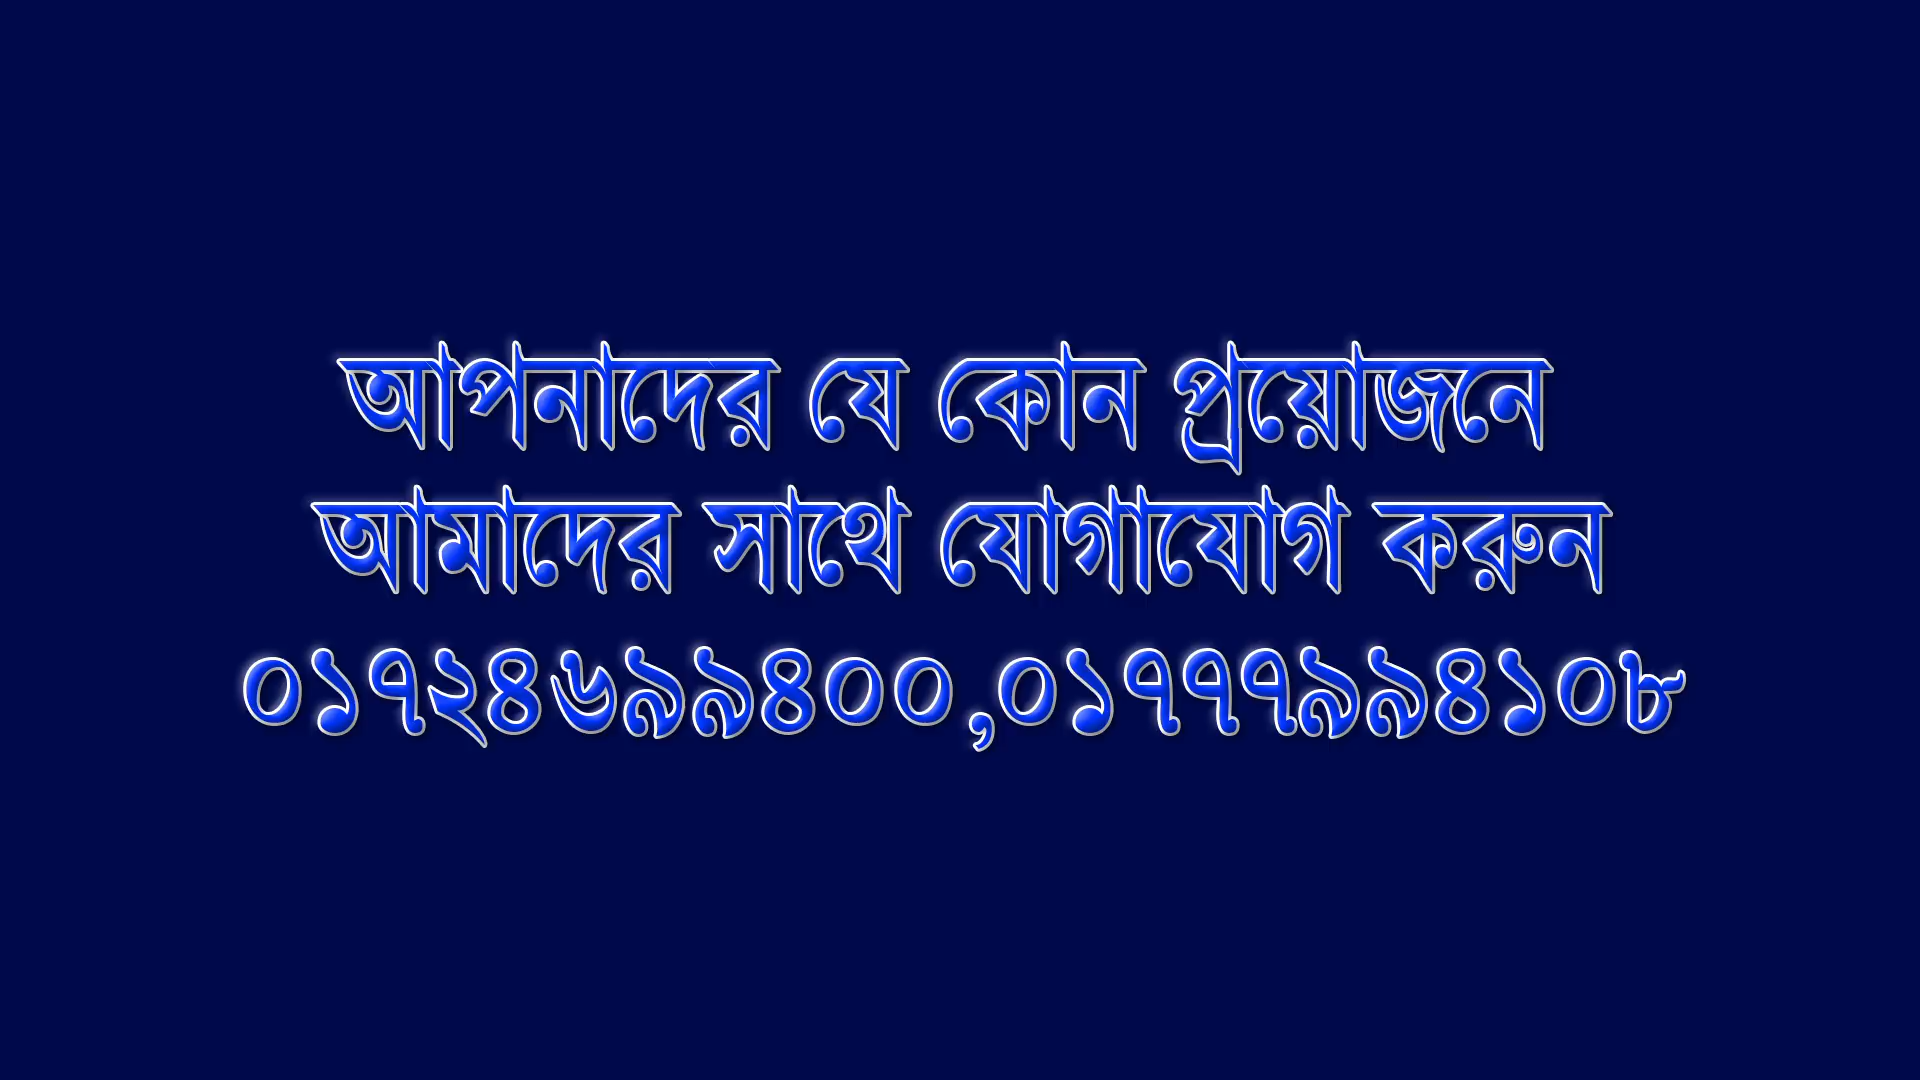 আপনাদের যে কোন প্রয়োজনে
আমাদের সাথে যোগাযোগ করুন
০১৭২৪৬৯৯৪০০,০১৭৭৭৯৯৪১০৮